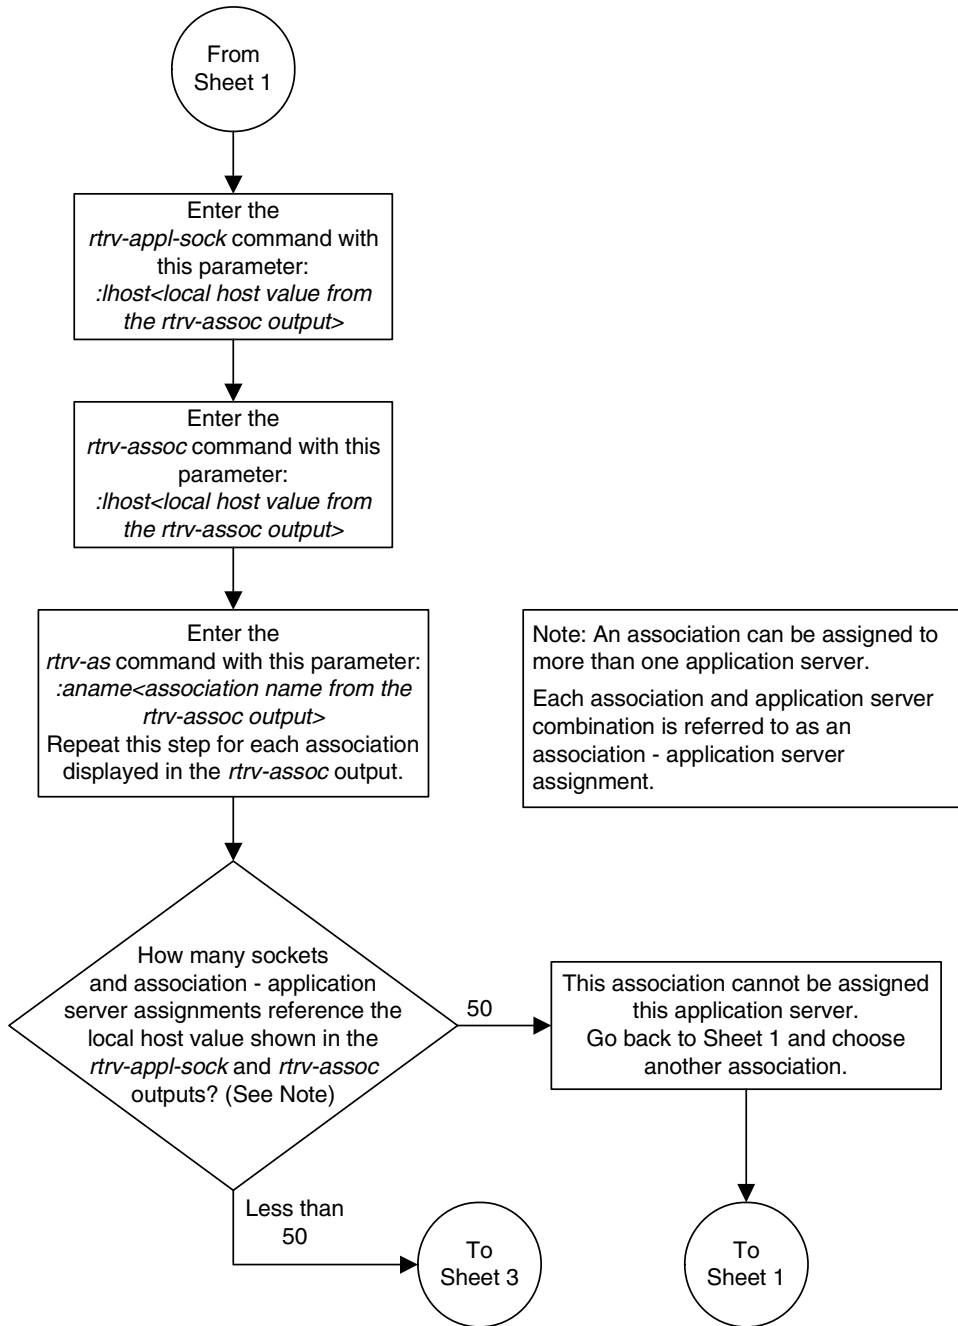 From
Sheet 1
Enter the
rtrv-appl-sock command with
this parameter:
:lhost<local host value from
the rtrv-assoc output>
Enter the
rtrv-assoc command with this
parameter:
:lhost<local host value from
the rtrv-assoc output>
Enter the
rtrv-as command with this parameter:
:aname<association name from the
rtrv-assoc output>
Repeat this step for each association
displayed in the rtrv-assoc output.
Note: An association can be assigned to
more than one application server.
Each association and application server
combination is referred to as an
association - application server
assignment.
How many sockets
and association - application
server assignments reference the
local host value shown in the
rtrv-appl-sock and rtrv-assoc
outputs? (See Note)
50
This association cannot be assigned
this application server.
Go back to Sheet 1 and choose
another association.
Less than
50
To
Sheet 3
To
Sheet 1